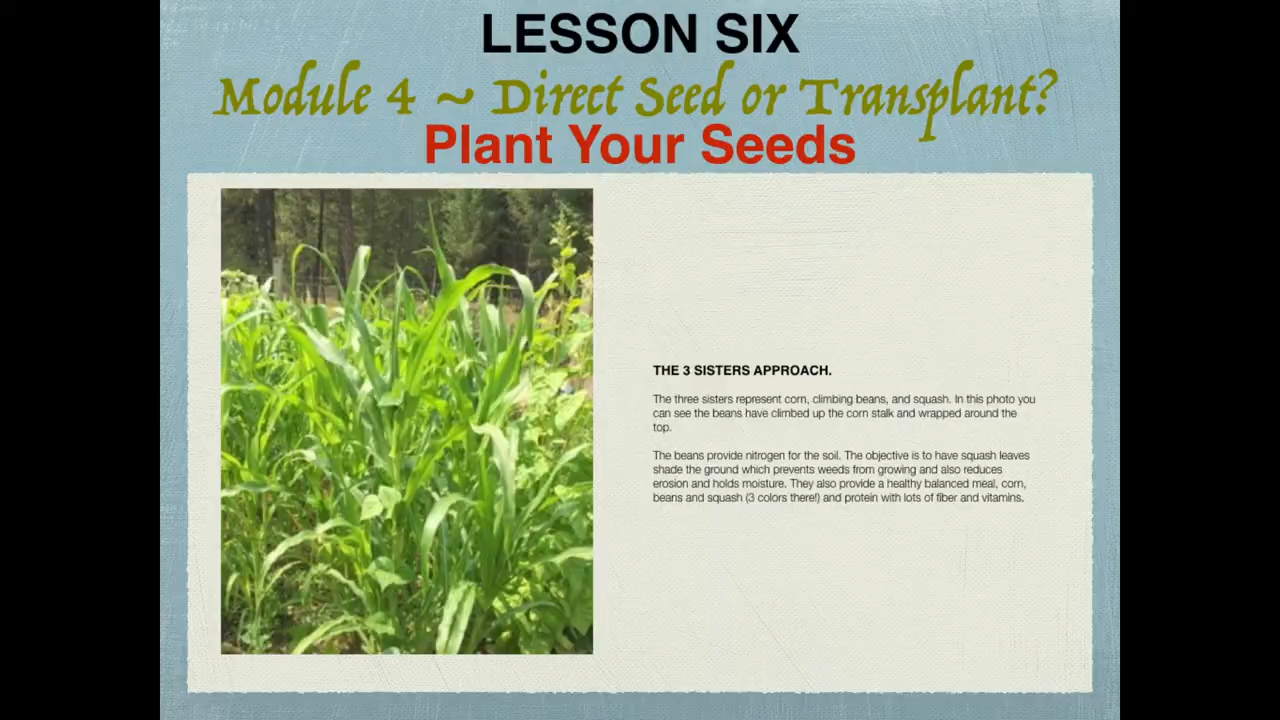 LESSON SIX
Module 4 ~ Direct Seed or Transplant?
Plant Your Seeds
THE 3 SISTERS APPROACH.
The three sisters represent corn, climbing beans, and squash. In this photo you
can see the beans have climbed up the corn stalk and wrapped around the
top.
The beans provide nitrogen for the soil. The objective is to have squash leaves
shade the ground which prevents weeds from growing and also reduces
erosion and holds moisture. They also provide a healthy balanced meal, corn,
beans and squash (3 colors there!) and protein with lots of fiber and vitamins.